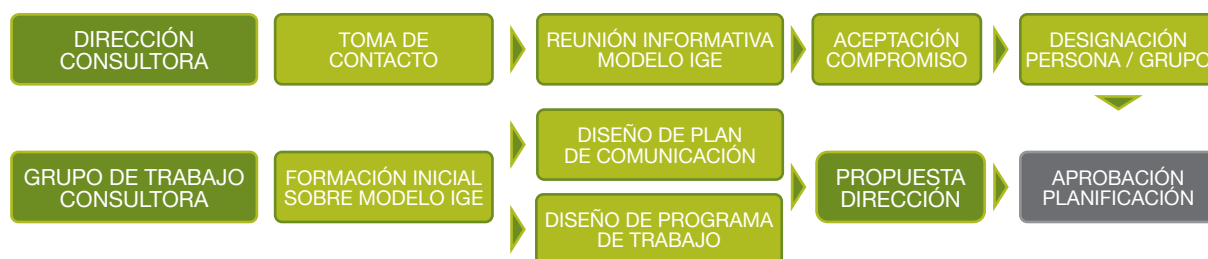 DIRECCIÓN
CONSULTORA
TOMA DE
CONTACTO
REUNIÓN INFORMATIVA
MODELO IGE
ACEPTACIÓN
COMPROMISO
DESIGNACIÓN
PERSONA / GRUPO
GRUPO DE TRABAJO
CONSULTORA
FORMACIÓN INICIAL
SOBRE MODELO IGE
DISEÑO DE PLAN
DE COMUNICACIÓN
DISEÑO DE PROGRAMA
DE TRABAJO
PROPUESTA
DIRECCIÓN
APROBACIÓN
PLANIFICACIÓN